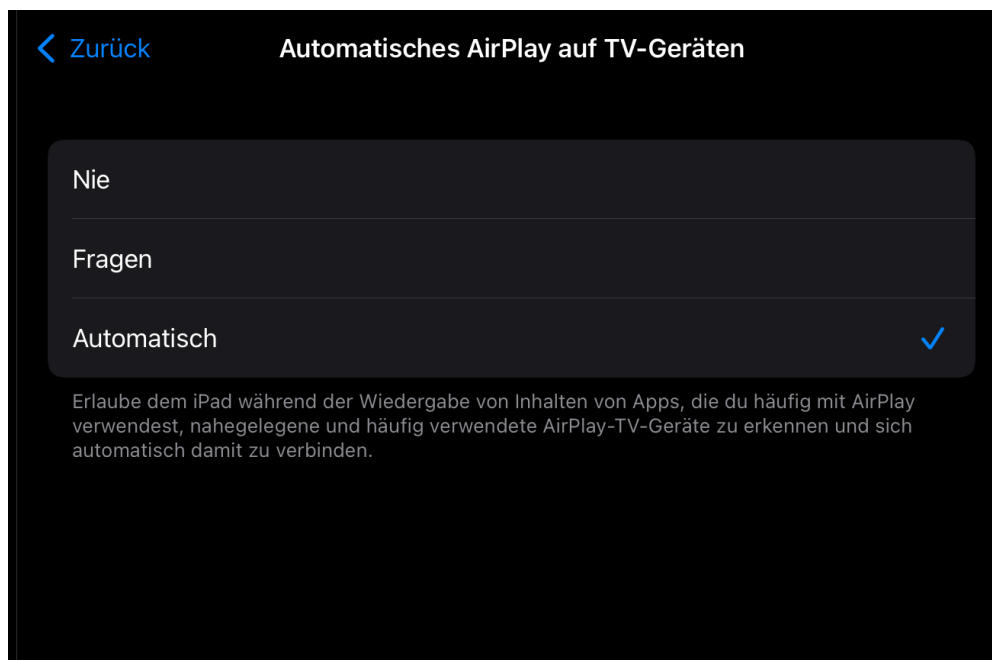 Zurück
Automatisches AirPlay auf TV-Geräten
Nie
Fragen
Automatisch
Erlaube dem iPad während der Wiedergabe von Inhalten von Apps, die du häufig mit AirPlay
verwendest, nahegelegene und häufig verwendete AirPlay-TV-Geräte zu erkennen und sich
automatisch damit zu verbinden.